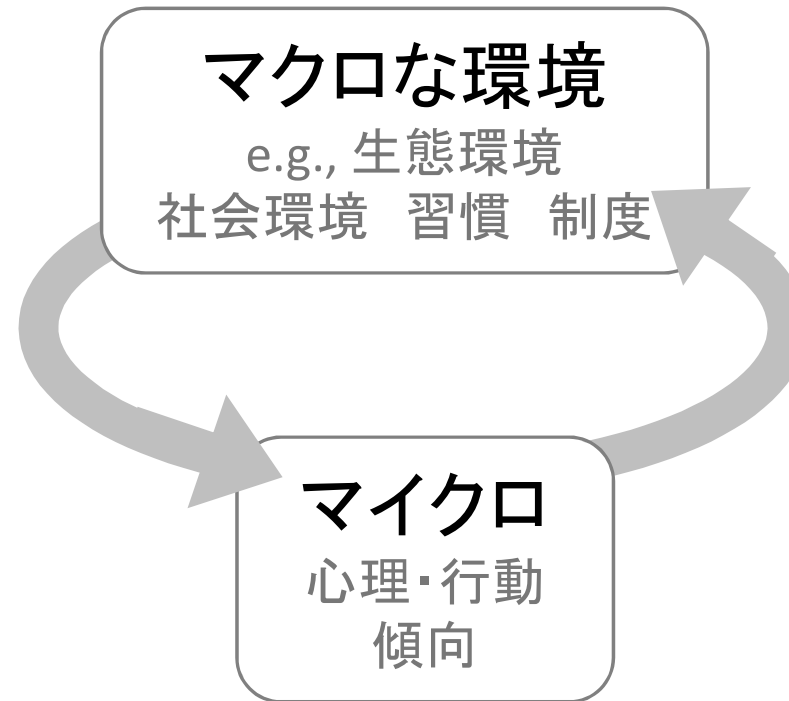 マクロな環境
e.g., 生態環境
社会環境　習慣　制度
マイクロ
心理・行動
傾向